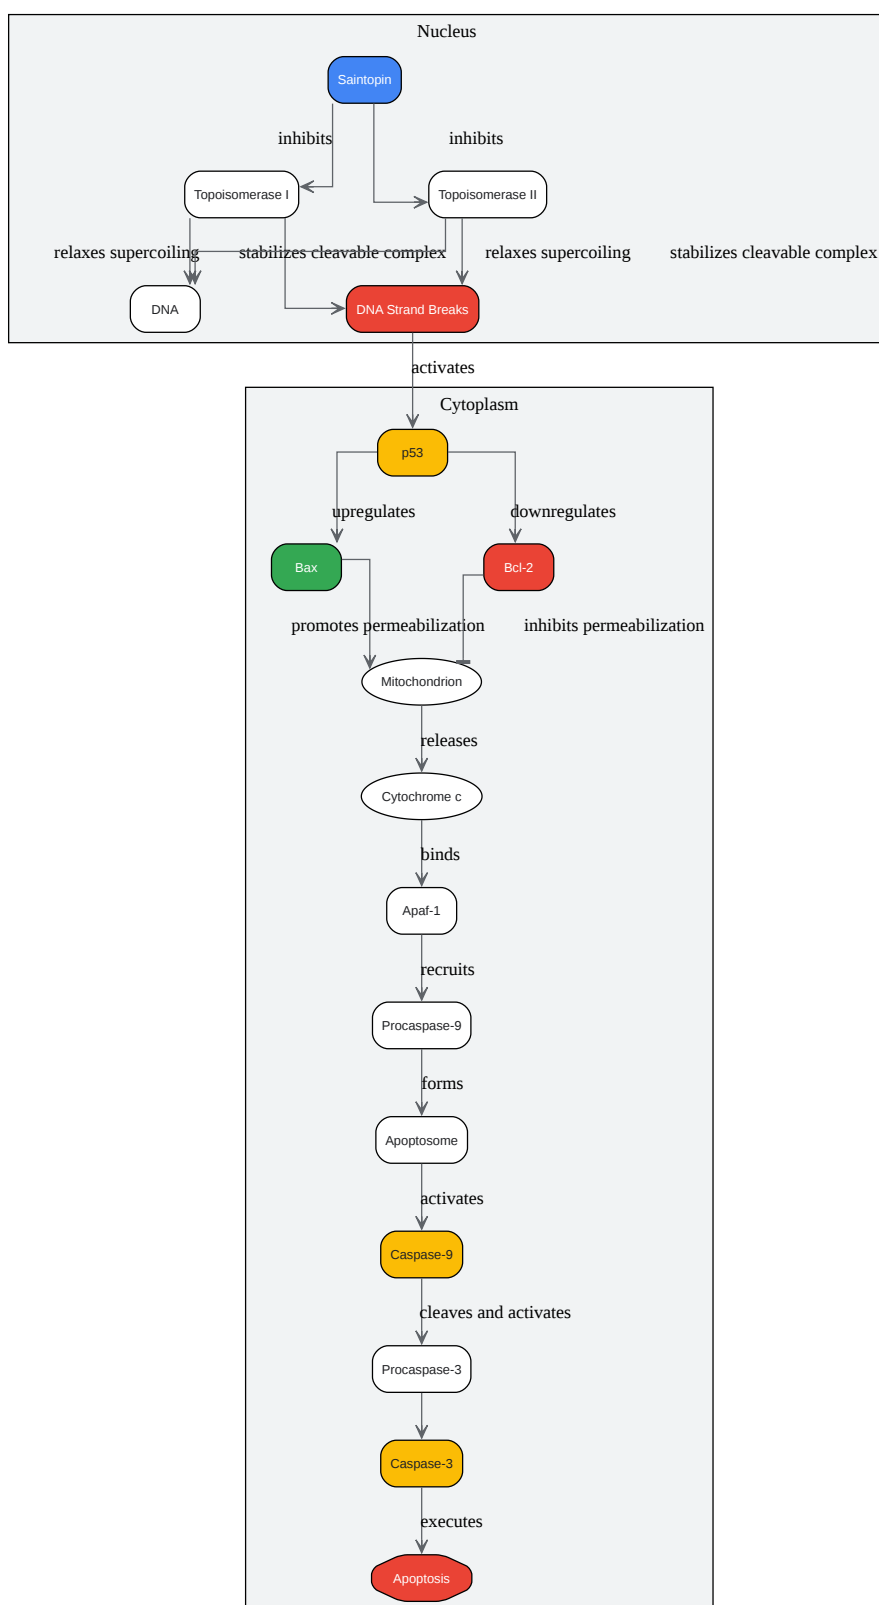 Nucleus
Saintopin
inhibits
inhibits
Topoisomerase I
Topoisomerase II
relaxes supercoiling
stabilizes cleavable complex
relaxes supercoiling
stabilizes cleavable complex
DNA
DNA Strand Breaks
activates
Cytoplasm
p53
upregulates
downregulates
Bax
Bcl-2
promotes permeabilization
inhibits permeabilization
Mitochondrion
releases
Cytochrome c
binds
Apaf-1
recruits
Procaspase-9
forms
Apoptosome
activates
Caspase-9
cleaves and activates
Procaspase-3
Caspase-3
executes
Apoptosis